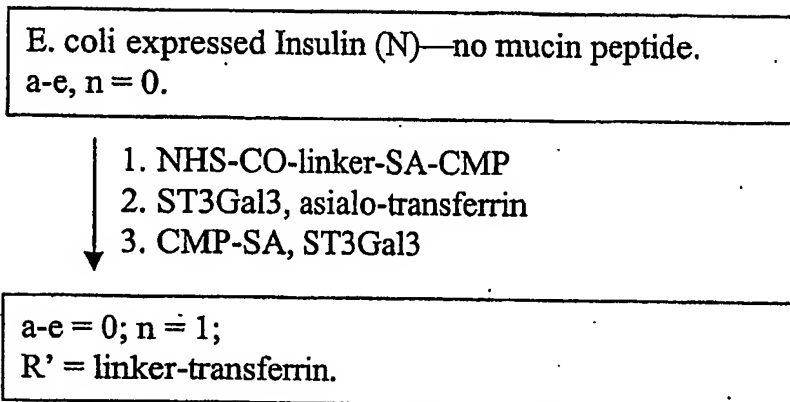 E. coli expressed Insulin (N)—no mucin peptide.
a-e, n = 0.
1. NHS-CO-linker-SA-CMP
2. ST3Gal3, asialo-transferrin
3. CMP-SA, ST3Gal3
a-e = 0; n = 1;
R’ = linker-transferrin.